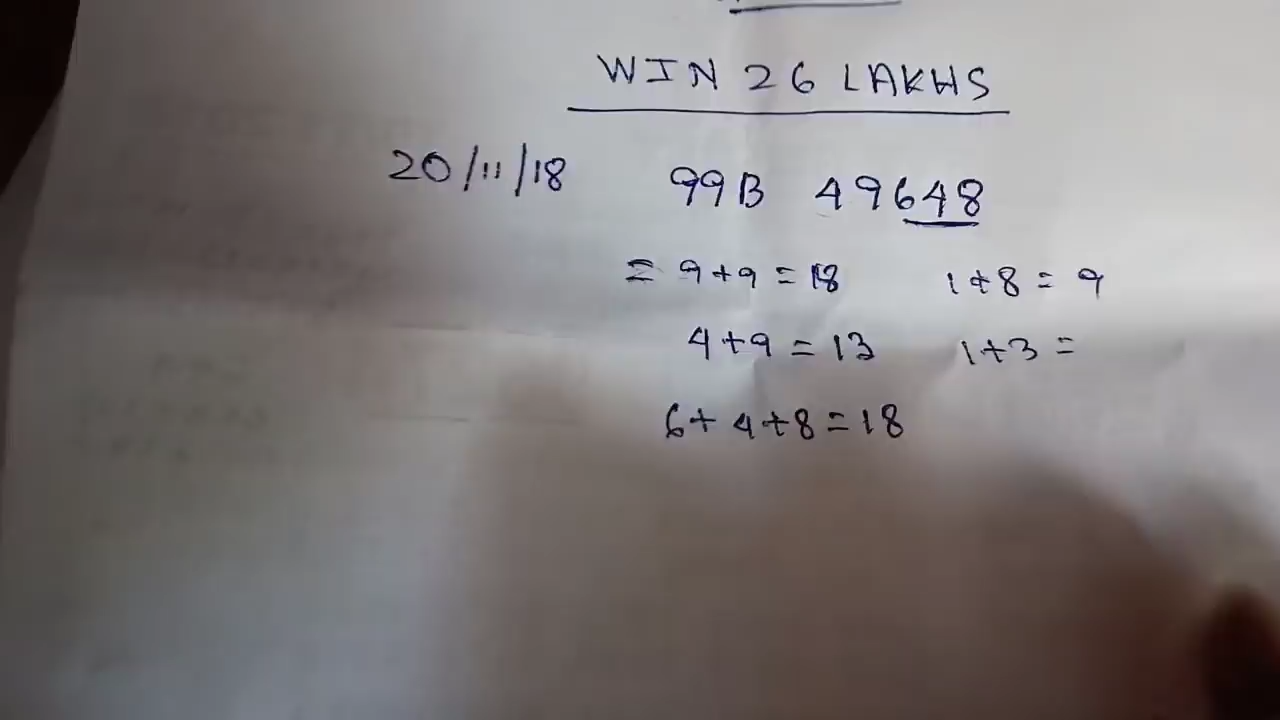 WIN 26 LAKHS
20/11/18 99B 49648
= 9+9=18 1+8=9
4+9=13 1+3=
6+4+8=18